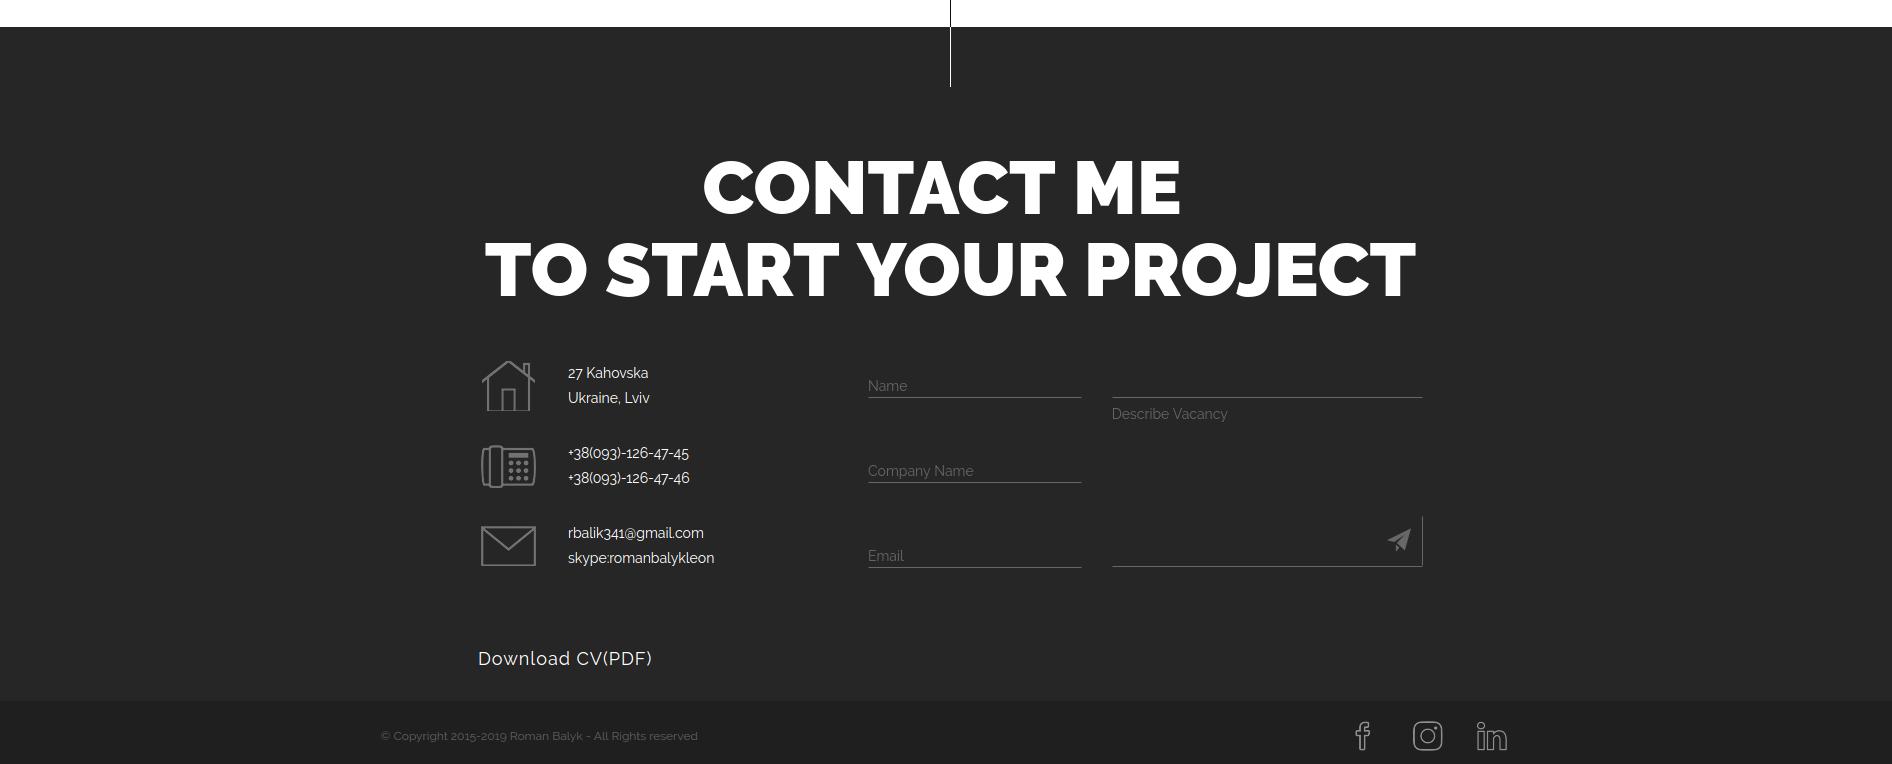 CONTACT ME
TO START YOUR PROJECT
27 Kahovska
Ukraine, Lviv
+38(093)-126-47-45
+38(093)-126-47-46
rbalik341@gmail.com
skype:romanbalykleon
Name
Company Name
Email
Describe Vacancy
Download CV(PDF)
© Copyright 2015-2019 Roman Balyk - All Rights reserved
f
in